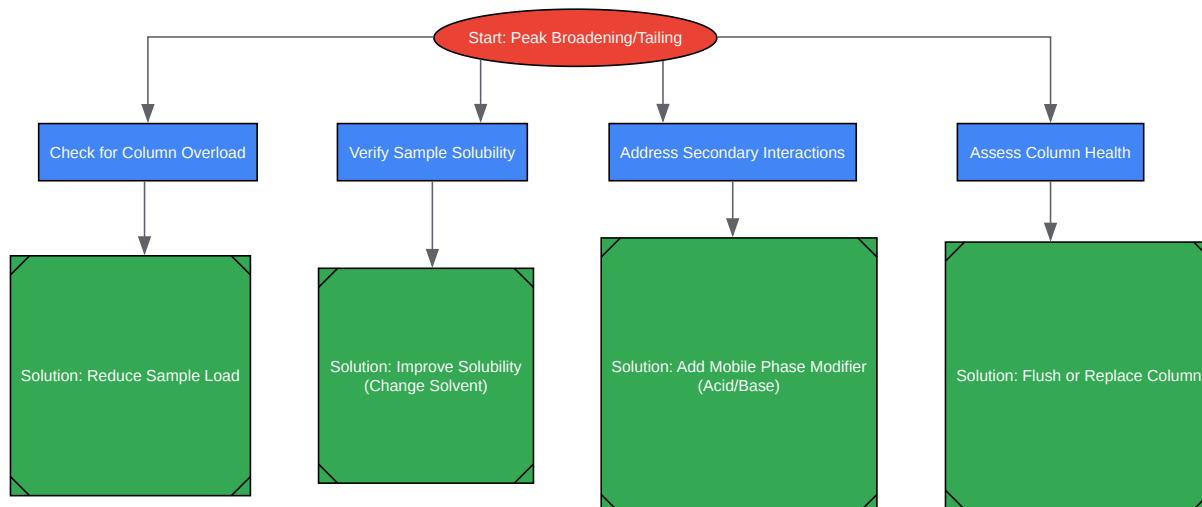 Start: Peak Broadening/Tailing
Check for Column Overload
Verify Sample Solubility
Address Secondary Interactions
Assess Column Health
Solution: Reduce Sample Load
Solution: Improve Solubility
(Change Solvent)
Solution: Add Mobile Phase Modifier
(Acid/Base)
Solution: Flush or Replace Column